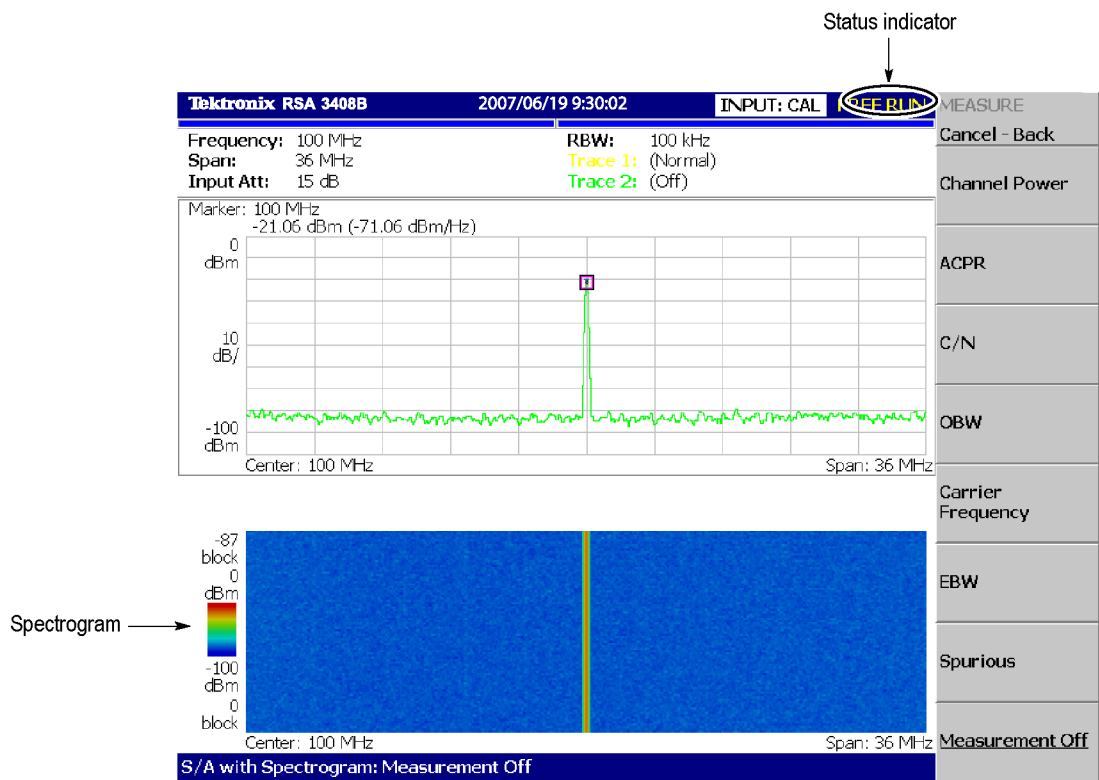 Status indicator
Tektronix RSA 3408B 2007/06/19 9:30:02 INPUT: CAL FREE RUN
MEASURE
Cancel - Back
Frequency: 100 MHz RBW: 100 kHz
Span: 36 MHz Trace 1: (Normal)
Input Att: 15 dB Trace 2: (Off)
Channel Power
Marker: 100 MHz
-21.06 dBm (-71.06 dBm/Hz)
0
dBm
ACPR
10
dB/
C/N
-100
dBm
OBW
Center: 100 MHz Span: 36 MHz
Carrier
Frequency
-87
block
0
dBm
EBW
Spectrogram
-100
dBm
Spurious
0
block
Center: 100 MHz Span: 36 MHz
Measurement Off
S/A with Spectrogram: Measurement Off